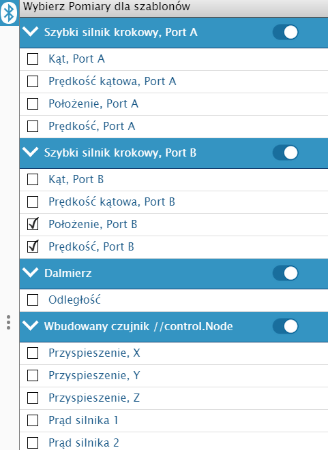 Wybierz Pomiary dla szablonów
Szybki silnik krokowy, Port A
Kąt, Port A
Prędkość kątowa, Port A
Położenie, Port A
Prędkość, Port A
Szybki silnik krokowy, Port B
Kąt, Port B
Prędkość kątowa, Port B
Położenie, Port B
Prędkość, Port B
Dalmierz
Odległość
Wbudowany czujnik //control.Node
Przyspieszenie, X
Przyspieszenie, Y
Przyspieszenie, Z
Prąd silnika 1
Prąd silnika 2